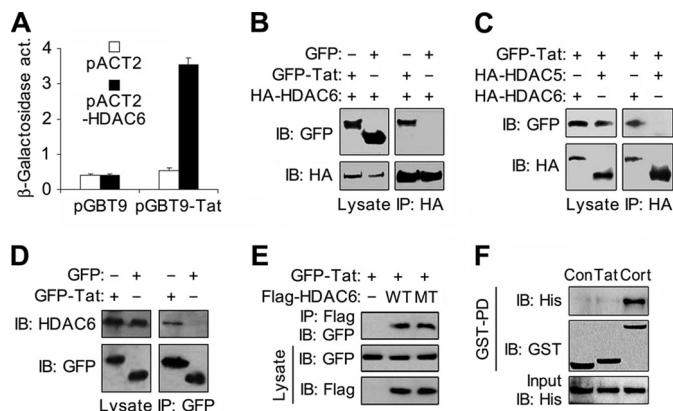 A
β-Galactosidase act.
4
3
2
1
0
pACT2
pACT2
-HDAC6
pGBT9 pGBT9-Tat
B
GFP: – + – +
GFP-Tat: + – + –
HA-HDAC6: + + + +
IB: GFP
IB: HA
Lysate IP: HA
C
GFP-Tat: + + + +
HA-HDAC5: – + – +
HA-HDAC6: + – + –
IB: GFP
IB: HA
Lysate IP: HA
D
GFP: – + – +
GFP-Tat: + – + –
IB: HDAC6
IB: GFP
Lysate IP: GFP
E
GFP-Tat: + + +
Flag-HDAC6: – WT MT
IP: Flag
IB: GFP
Lysate
IB: GFP
IB: Flag
F
Con Tat Cort
GST-PD
IB: His
IB: GST
Input
IB: His